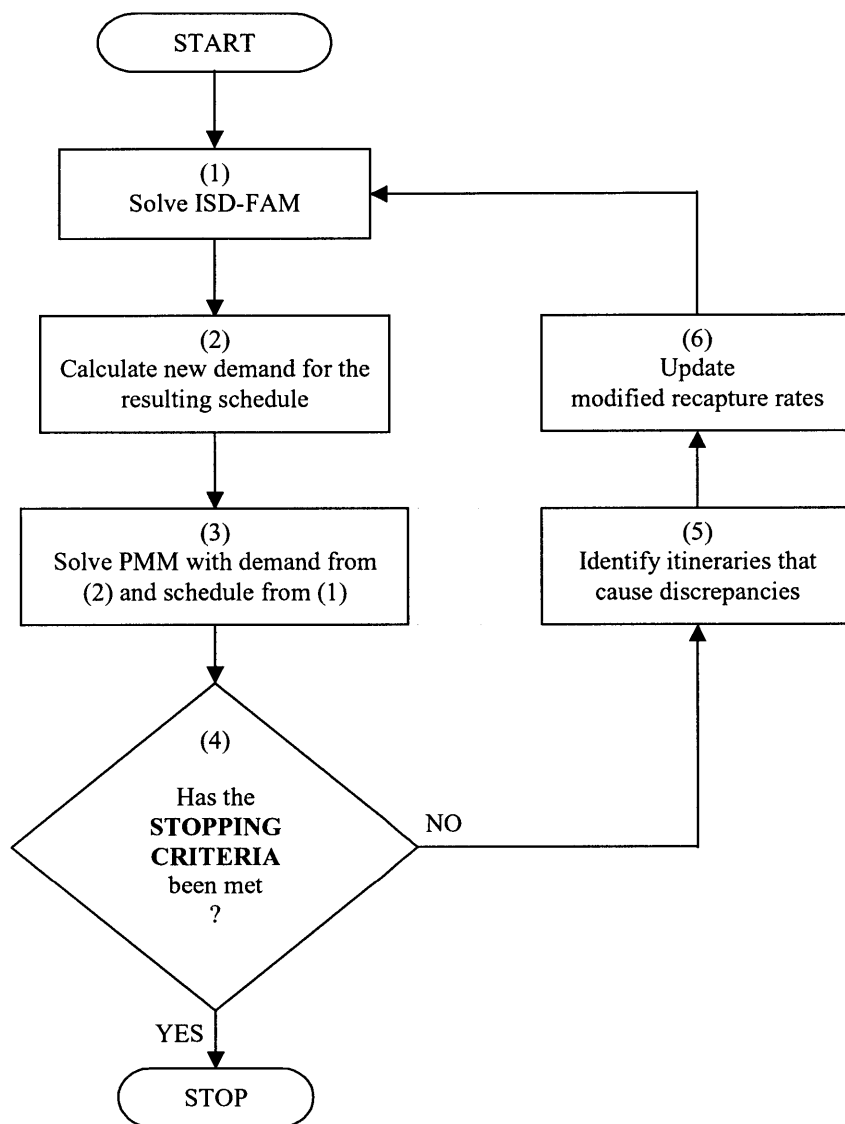 START
(1)
Solve ISD-FAM
(2)
Calculate new demand for the
resulting schedule
(3)
Solve PMM with demand from
(2) and schedule from (1)
(4)
Has the
STOPPING
CRITERIA
been met
?
NO
YES
STOP
(5)
Identify itineraries that
cause discrepancies
(6)
Update
modified recapture rates